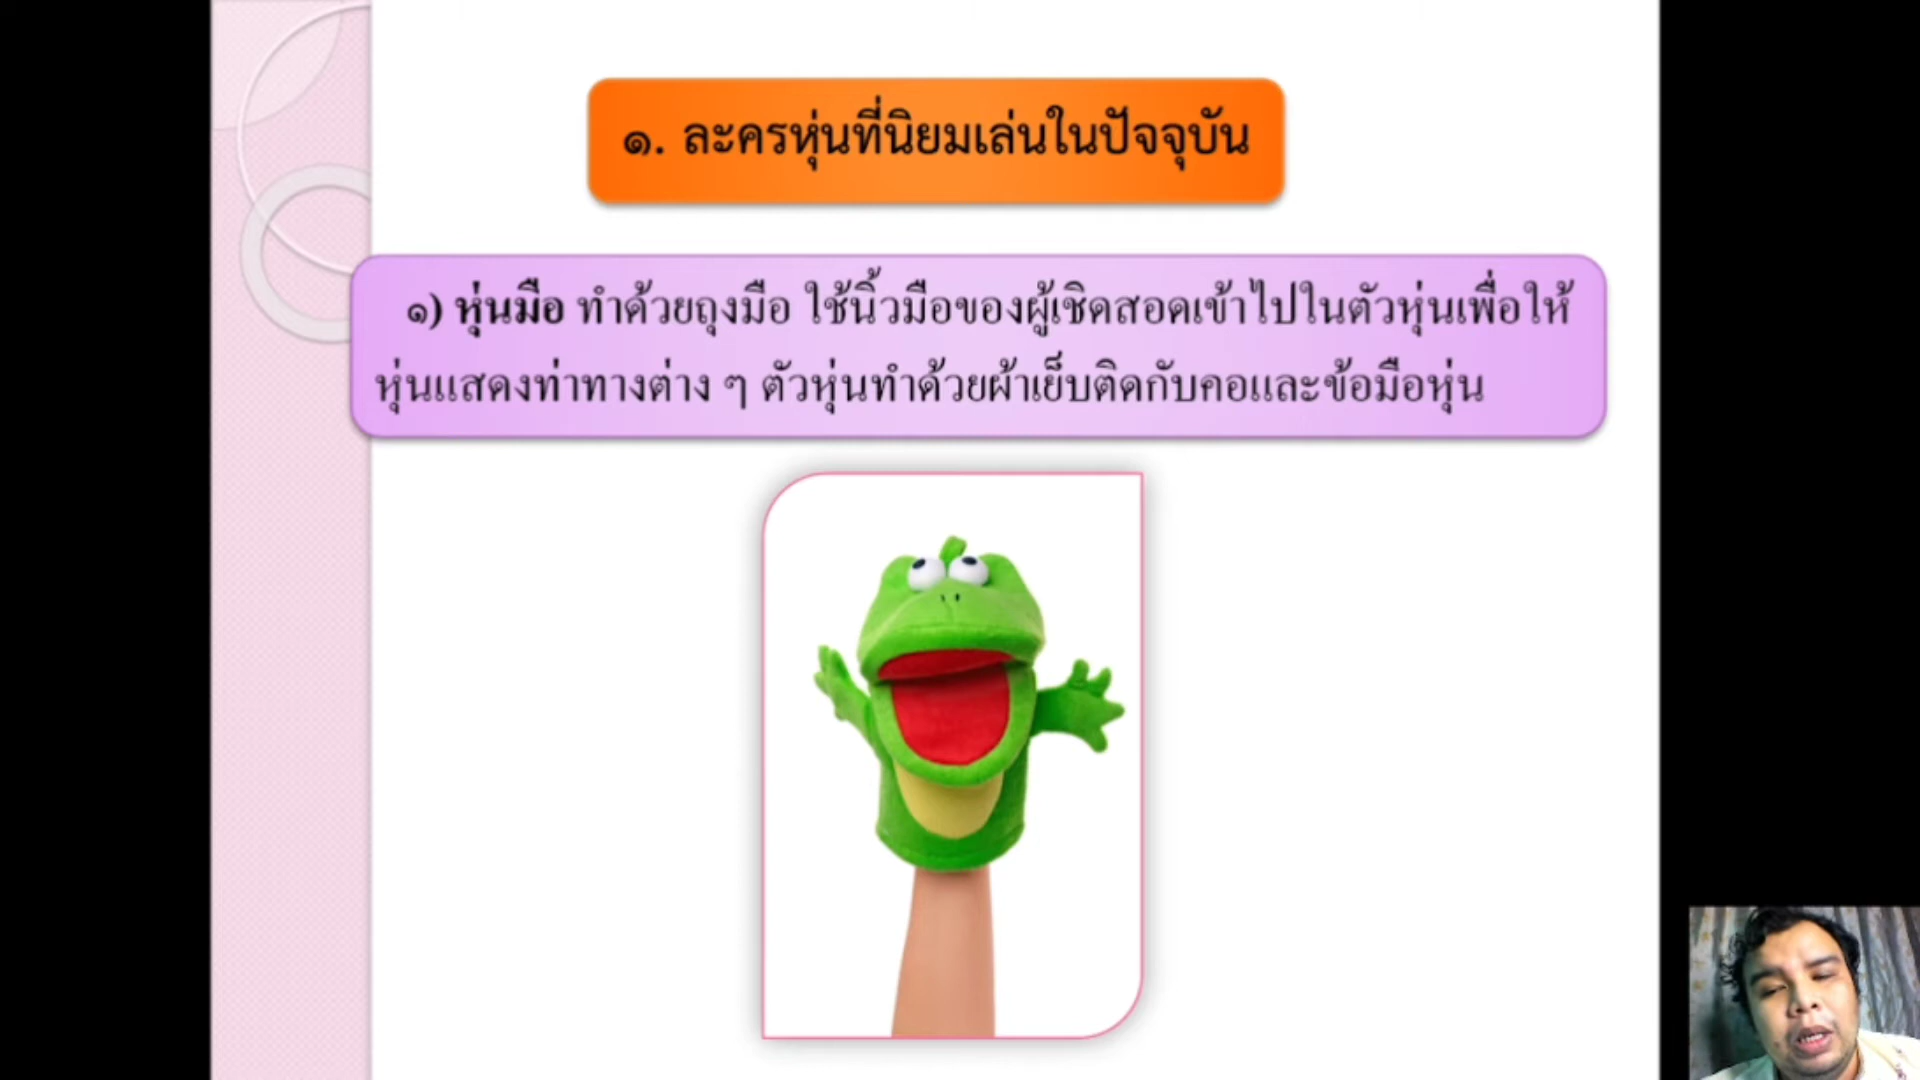 ๑. ละครหุ่นที่นิยมเล่นในปัจจุบัน
๑) หุ่นมือ ทำด้วยถุงมือ ใช้นิ้วมือของผู้เชิดสอดเข้าไปในตัวหุ่นเพื่อให้
หุ่นแสดงท่าทางต่าง ๆ ตัวหุ่นทำด้วยผ้าเย็บติดกับคอและข้อมือหุ่น